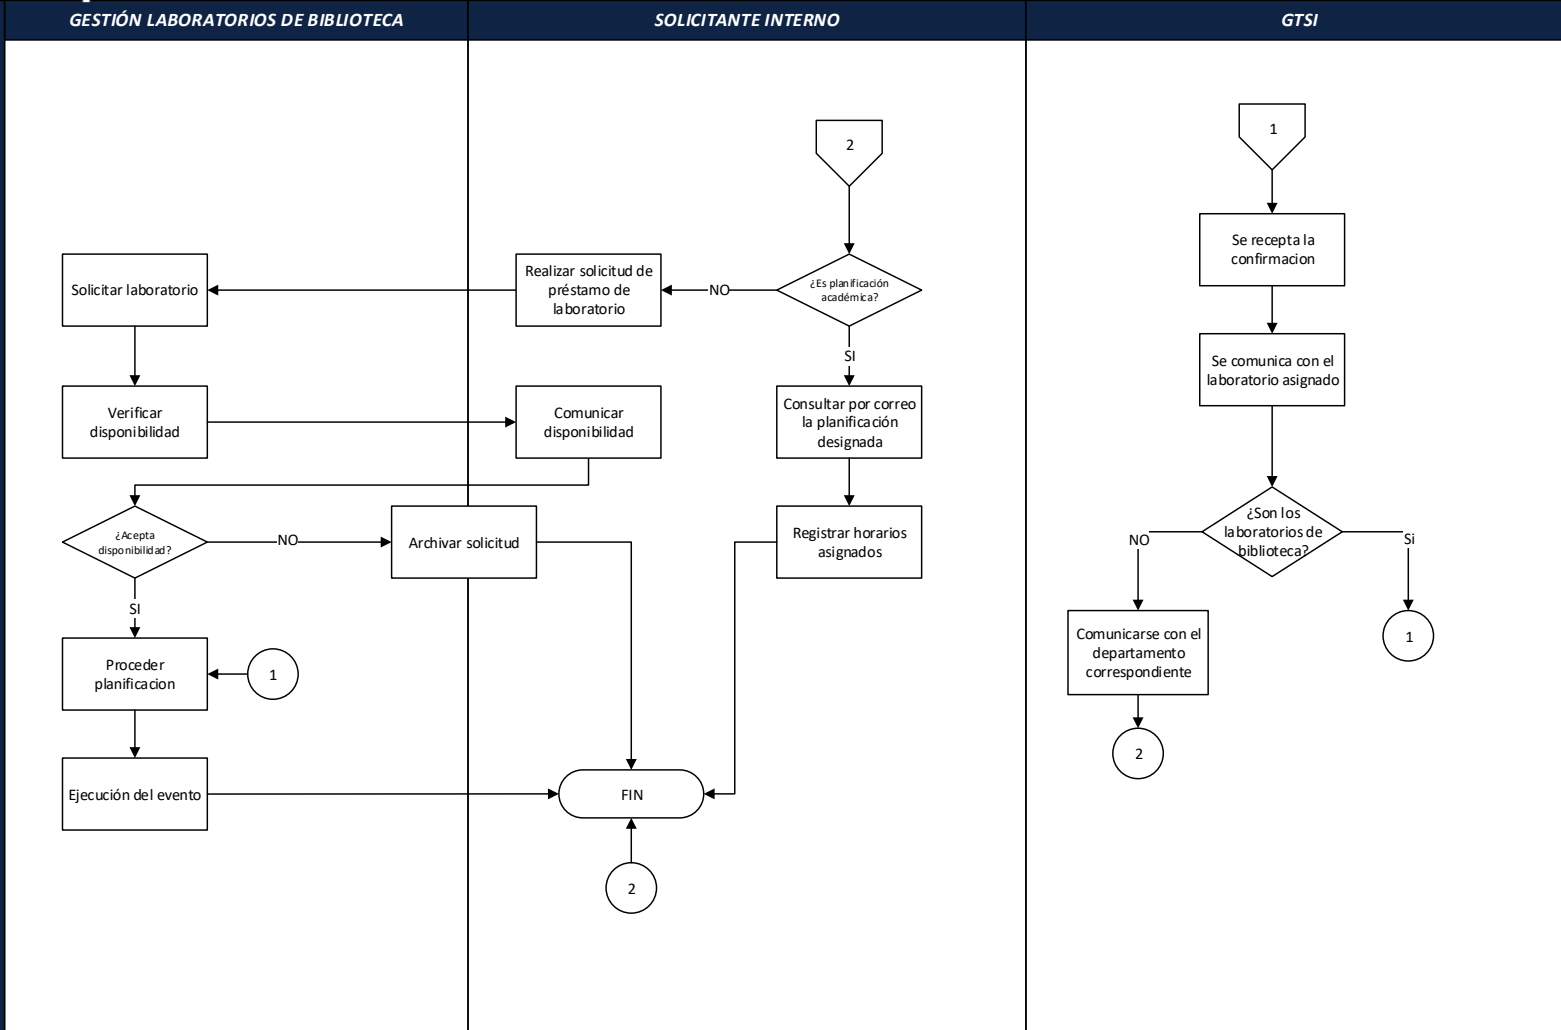 GESTIÓN LABORATORIOS DE BIBLIOTECA
SOLICITANTE INTERNO
GTSI
1
2
Se recepta la
confirmacion
Solicitar laboratorio
Realizar solicitud de
préstamo de
laboratorio
NO
¿Es planificación
académica?
SI
Se comunica con el
laboratorio asignado
Verificar
disponibilidad
Comunicar
disponibilidad
Consultar por correo
la planificación
designada
¿Acepta
disponibilidad?
NO
Archivar solicitud
Registrar horarios
asignados
¿Son los
laboratorios de
biblioteca?
NO
Si
SI
Proceder
planificacion
1
Comunicarse con el
departamento
correspondiente
1
2
Ejecución del evento
FIN
2